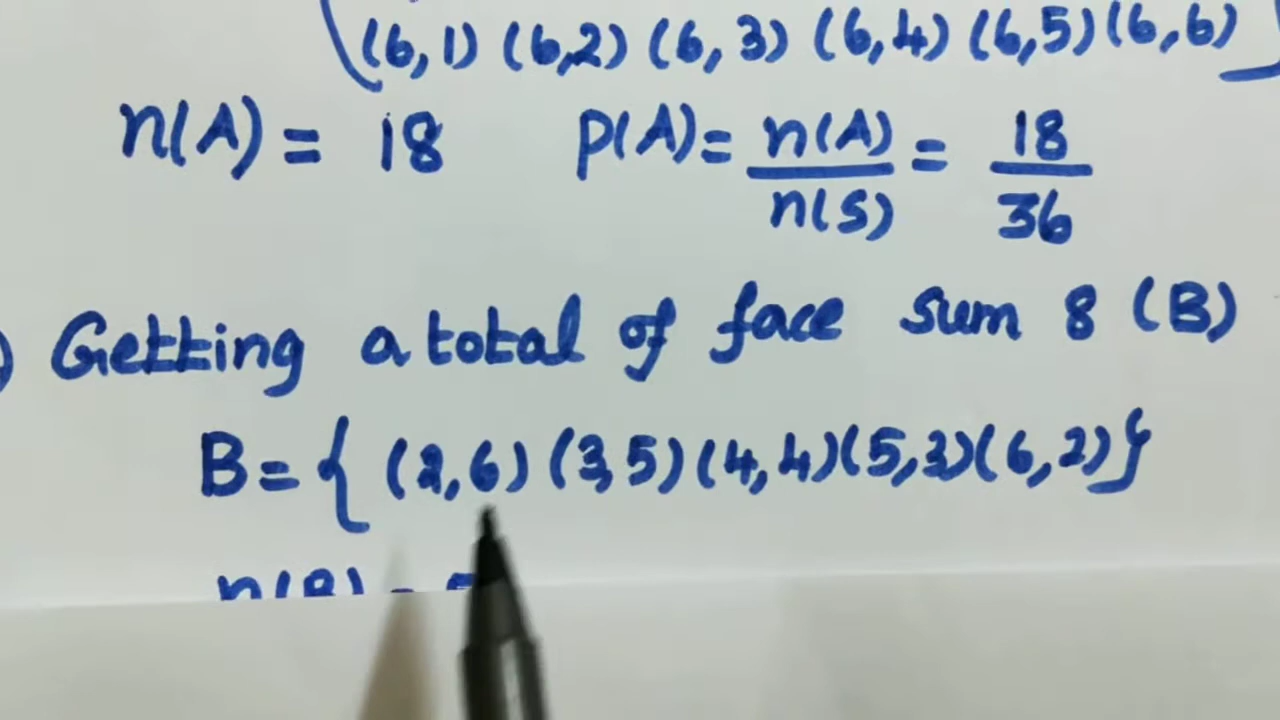 (6,1) (6,2) (6,3) (6,4) (6,5) (6,6)
n(A) = 18 P(A) = n(A)/n(S) = 18/36
) Getting a total of face sum 8 (B)
B = { (2,6) (3,5) (4,4) (5,3) (6,2) }
n(B) =